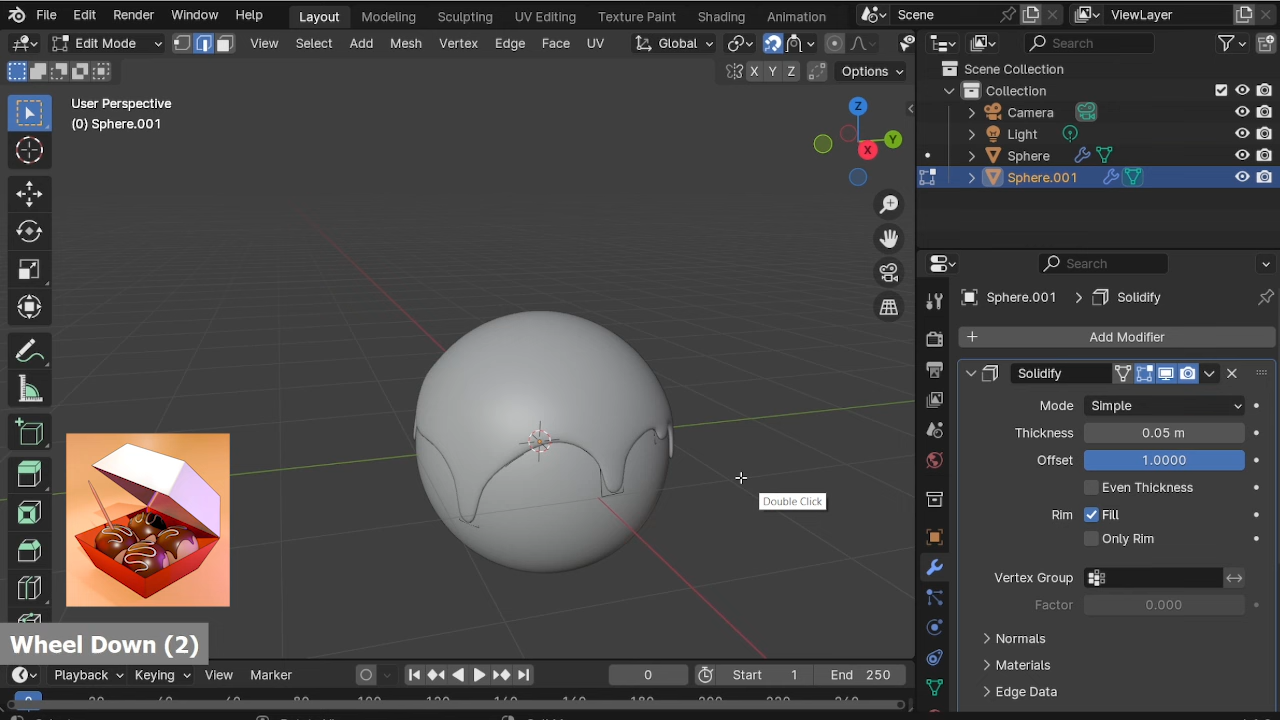 File Edit Render Window Help Layout Modeling Sculpting UV Editing Texture Paint Shading Animation Scene ViewLayer
Edit Mode View Select Add Mesh Vertex Edge Face UV Global Search
X Y Z Options
User Perspective
(0) Sphere.001
Z
Y
X
Scene Collection
Collection
Camera
Light
Sphere
Sphere.001
Search
Sphere.001 > Solidify
+ Add Modifier
Solidify
Mode Simple
Thickness 0.05 m
Offset 1.0000
Even Thickness
Rim Fill
Only Rim
Vertex Group
Factor 0.000
Normals
Materials
Edge Data
Double Click
Wheel Down (2)
Playback Keying View Marker 0 Start 1 End 250